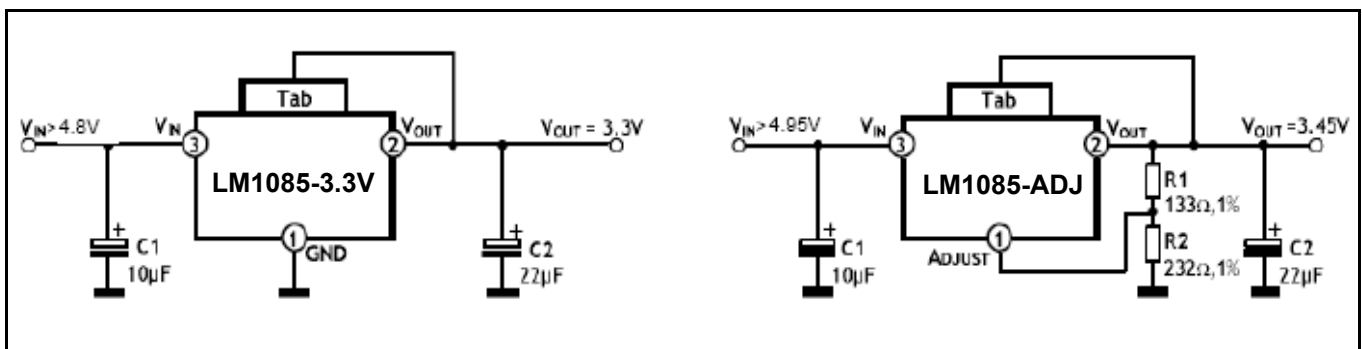 Tab
V_IN>4.8V
V_IN
3
V_OUT
2
V_OUT = 3.3V
LM1085-3.3V
1
GND
+
C1
10µF
+
C2
22µF
Tab
V_IN>4.95V
V_IN
3
V_OUT
2
V_OUT =3.45V
LM1085-ADJ
R1
133Ω,1%
1
ADJUST
R2
232Ω,1%
+
C1
10µF
+
C2
22µF